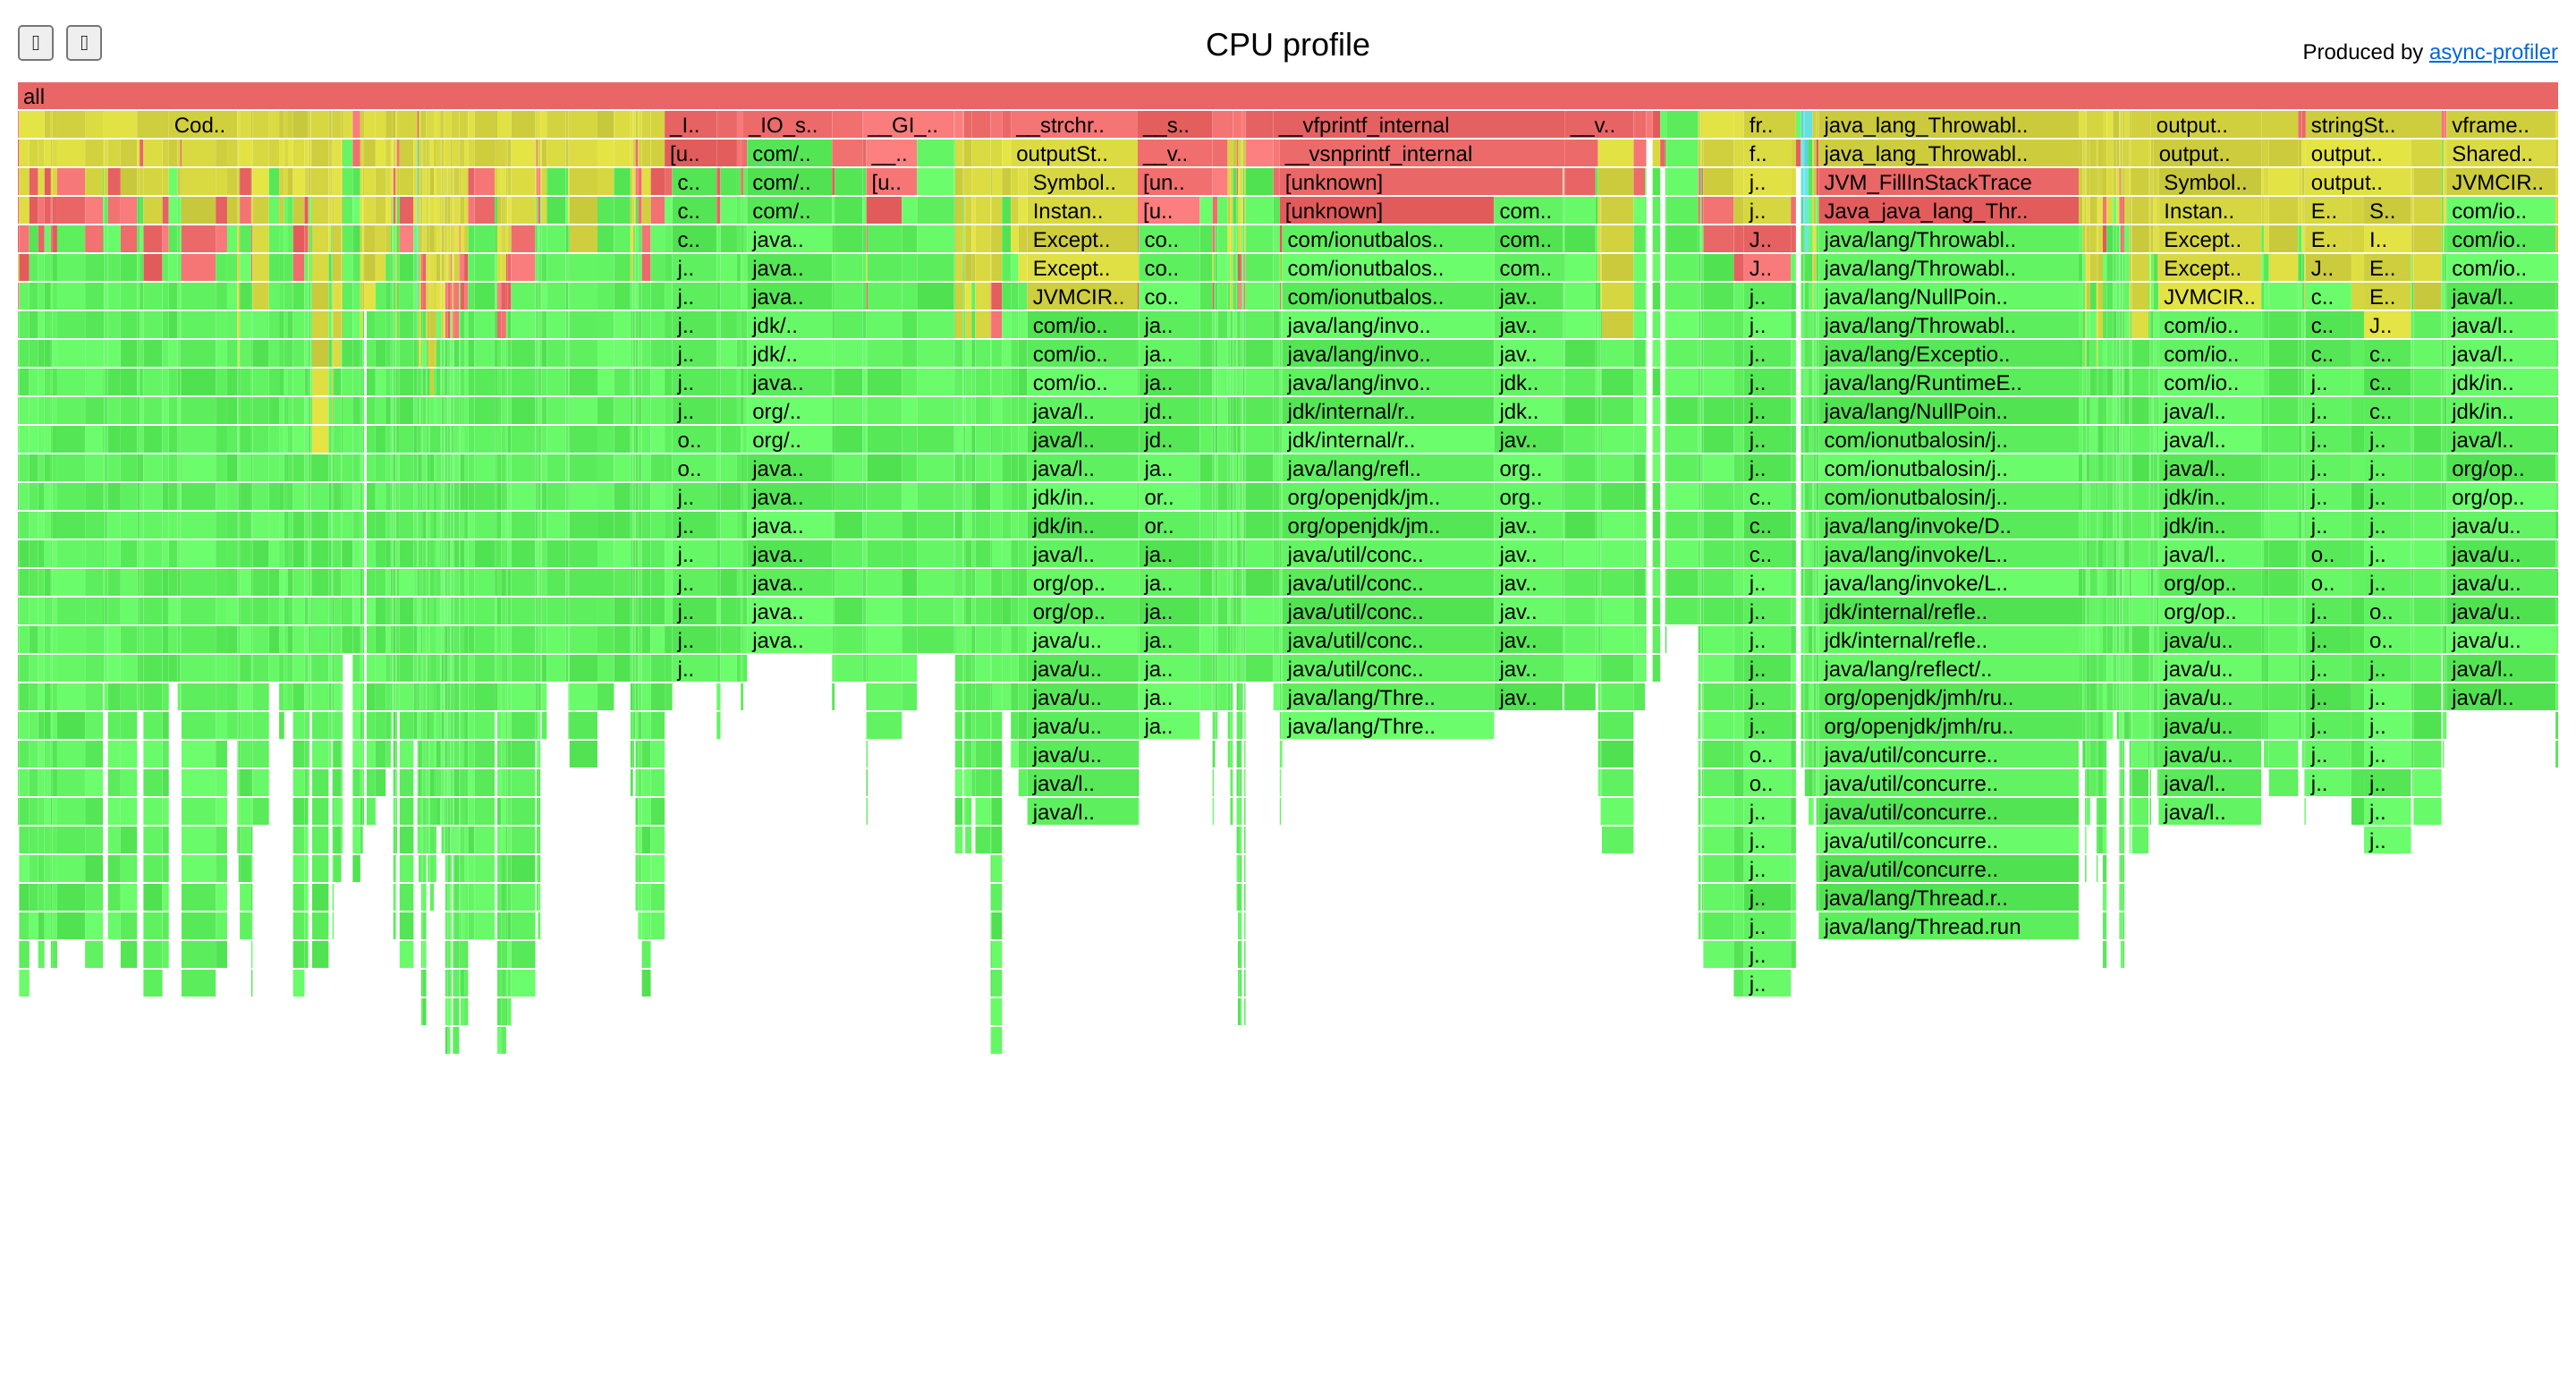 CPU profile
Produced by async-profiler
all
Cod.. _I.. _IO_s.. __GI_.. __strchr.. __s.. __vfprintf_internal __v.. fr.. java_lang_Throwabl.. output.. stringSt.. vframe..
[u.. com/.. __.. outputSt.. __v.. __vsnprintf_internal f.. java_lang_Throwabl.. output.. output.. Shared..
c.. com/.. [u.. Symbol.. [un.. [unknown] j.. JVM_FillInStackTrace Symbol.. output.. JVMCIR..
c.. com/.. Instan.. [u.. [unknown] com.. j.. Java_java_lang_Thr.. Instan.. E.. S.. com/io..
c.. java.. Except.. co.. com/ionutbalos.. com.. J.. java/lang/Throwabl.. Except.. E.. I.. com/io..
j.. java.. Except.. co.. com/ionutbalos.. com.. J.. java/lang/Throwabl.. Except.. J.. E.. com/io..
j.. java.. JVMCIR.. co.. com/ionutbalos.. jav.. j.. java/lang/NullPoin.. JVMCIR.. c.. E.. java/l..
j.. jdk/.. com/io.. ja.. java/lang/invo.. jav.. j.. java/lang/Throwabl.. com/io.. c.. J.. java/l..
j.. jdk/.. com/io.. ja.. java/lang/invo.. jav.. j.. java/lang/Exceptio.. com/io.. c.. c.. java/l..
j.. java.. com/io.. ja.. java/lang/invo.. jdk.. j.. java/lang/RuntimeE.. com/io.. j.. c.. jdk/in..
j.. org/.. java/l.. jd.. jdk/internal/r.. jdk.. j.. java/lang/NullPoin.. java/l.. j.. c.. jdk/in..
o.. org/.. java/l.. jd.. jdk/internal/r.. jav.. j.. com/ionutbalosin/j.. java/l.. j.. j.. java/l..
o.. java.. java/l.. ja.. java/lang/refl.. org.. j.. com/ionutbalosin/j.. java/l.. j.. j.. org/op..
j.. java.. jdk/in.. or.. org/openjdk/jm.. org.. c.. com/ionutbalosin/j.. jdk/in.. j.. j.. org/op..
j.. java.. jdk/in.. or.. org/openjdk/jm.. jav.. c.. java/lang/invoke/D.. jdk/in.. j.. j.. java/u..
j.. java.. java/l.. ja.. java/util/conc.. jav.. c.. java/lang/invoke/L.. java/l.. o.. j.. java/u..
j.. java.. org/op.. ja.. java/util/conc.. jav.. j.. java/lang/invoke/L.. org/op.. o.. j.. java/u..
j.. java.. org/op.. ja.. java/util/conc.. jav.. j.. jdk/internal/refle.. org/op.. j.. o.. java/u..
j.. java.. java/u.. ja.. java/util/conc.. jav.. j.. jdk/internal/refle.. java/u.. j.. o.. java/u..
j.. java/u.. ja.. java/util/conc.. jav.. j.. java/lang/reflect/.. java/u.. j.. j.. java/l..
java/u.. ja.. java/lang/Thre.. jav.. j.. org/openjdk/jmh/ru.. java/u.. j.. j.. java/l..
java/u.. ja.. java/lang/Thre.. j.. org/openjdk/jmh/ru.. java/u.. j.. j..
java/u.. o.. java/util/concurre.. java/u.. j.. j..
java/l.. o.. java/util/concurre.. java/l.. j.. j..
java/l.. j.. java/util/concurre.. java/l.. j..
j.. java/util/concurre.. j..
j.. java/util/concurre..
j.. java/lang/Thread.r..
j.. java/lang/Thread.run
j..
j..